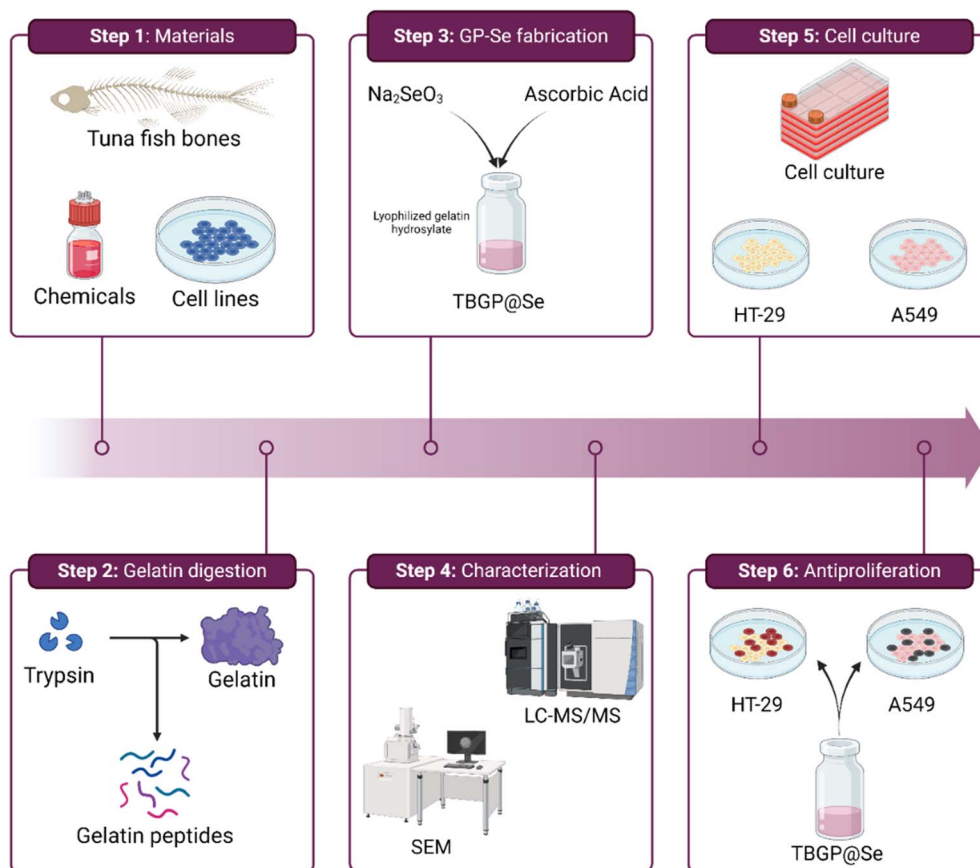 Step 1: Materials
Tuna fish bones
Chemicals
Cell lines
Step 3: GP-Se fabrication
Na₂SeO₃
Ascorbic Acid
Lyophilized gelatin
hydrosylate
TBGP@Se
Step 5: Cell culture
Cell culture
HT-29
A549
Step 2: Gelatin digestion
Trypsin
Gelatin
Gelatin peptides
Step 4: Characterization
LC-MS/MS
SEM
Step 6: Antiproliferation
HT-29
A549
TBGP@Se